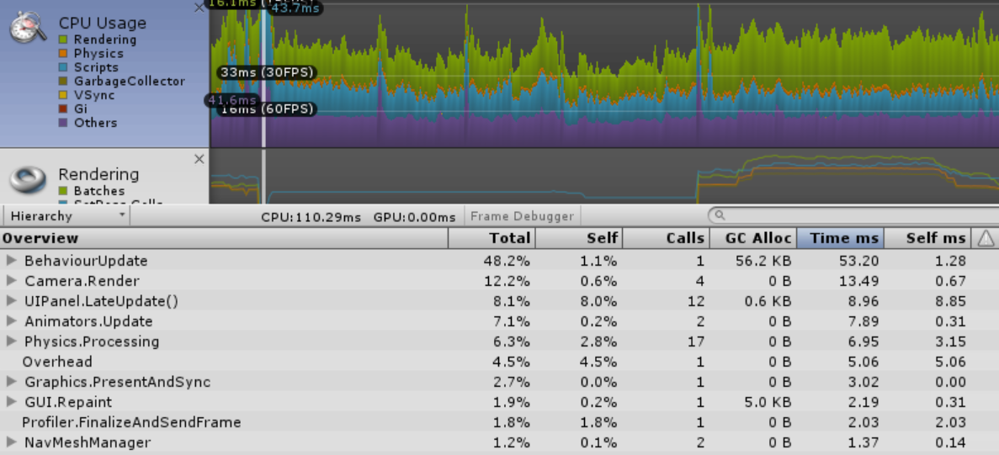 16.1ms
43.7ms
CPU Usage
Rendering
Physics
Scripts
GarbageCollector
VSync
Gi
Others
33ms (30FPS)
41.6ms
16ms (60FPS)
Rendering
Batches
SetPass Calls
Hierarchy CPU:110.29ms GPU:0.00ms Frame Debugger
Overview Total Self Calls GC Alloc Time ms Self ms
BehaviourUpdate 48.2% 1.1% 1 56.2 KB 53.20 1.28
Camera.Render 12.2% 0.6% 4 0 B 13.49 0.67
UIPanel.LateUpdate() 8.1% 8.0% 12 0.6 KB 8.96 8.85
Animators.Update 7.1% 0.2% 2 0 B 7.89 0.31
Physics.Processing 6.3% 2.8% 17 0 B 6.95 3.15
Overhead 4.5% 4.5% 1 0 B 5.06 5.06
Graphics.PresentAndSync 2.7% 0.0% 1 0 B 3.02 0.00
GUI.Repaint 1.9% 0.2% 1 5.0 KB 2.19 0.31
Profiler.FinalizeAndSendFrame 1.8% 1.8% 1 0 B 2.03 2.03
NavMeshManager 1.2% 0.1% 2 0 B 1.37 0.14